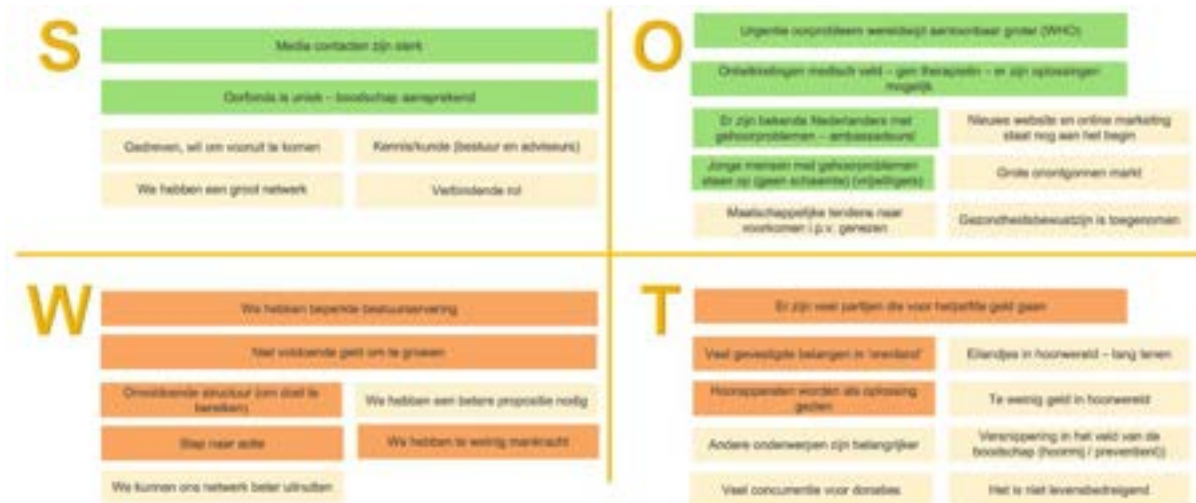 S
Media contacten zijn sterk
Oorfonds is uniek – boodschap aansprekend
Gedreven, wil om vooruit te komen
Kennis/kunde (bestuur en adviseurs)
We hebben een groot netwerk
Verbindende rol
O
Urgentie oorprobleem wereldwijd aantoonbaar groter (WHO)
Ontwikkelingen medisch veld – gen therapieën – er zijn oplossingen
mogelijk
Er zijn bekende Nederlanders met
gehoorproblemen – ambassadeurs!
Nieuwe website en online marketing
staat nog aan het begin
Jonge mensen met gehoorproblemen
staan op (geen schaamte) (vrijwilligers)
Grote onontgonnen markt
Maatschappelijke tendens naar
voorkomen i.p.v. genezen
Gezondheidsbewustzijn is toegenomen
W
We hebben beperkte bestuurservaring
Niet voldoende geld om te groeien
Onvoldoende structuur (om doel te
bereiken)
We hebben een betere propositie nodig
Stap naar actie
We hebben te weinig mankracht
We kunnen ons netwerk beter uitnutten
T
Er zijn veel partijen die voor hetzelfde geld gaan
Veel gevestigde belangen in 'orenland'
Eilandjes in hoorwereld – lang tenen
Hoorapparaten worden als oplossing
gezien
Te weinig geld in hoorwereld
Andere onderwerpen zijn belangrijker
Versnippering in het veld van de
boodschap (hoormij / preventie())
Veel concurrentie voor donaties
Het is niet levensbedreigend